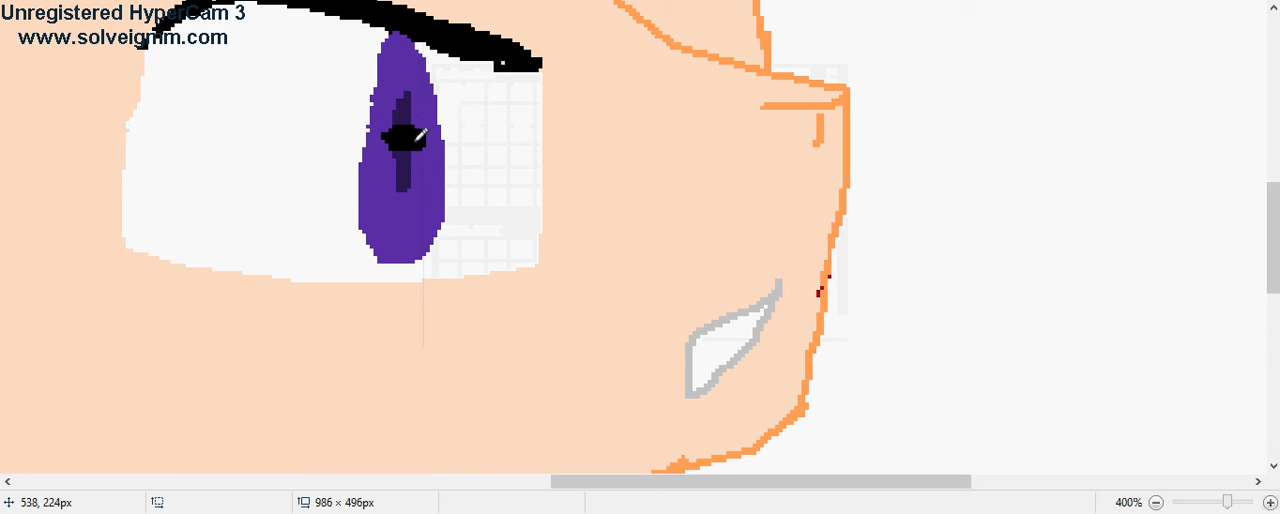 Unregistered HyperCam 3
www.solveigmm.com
538, 224px
986 × 496px
400%